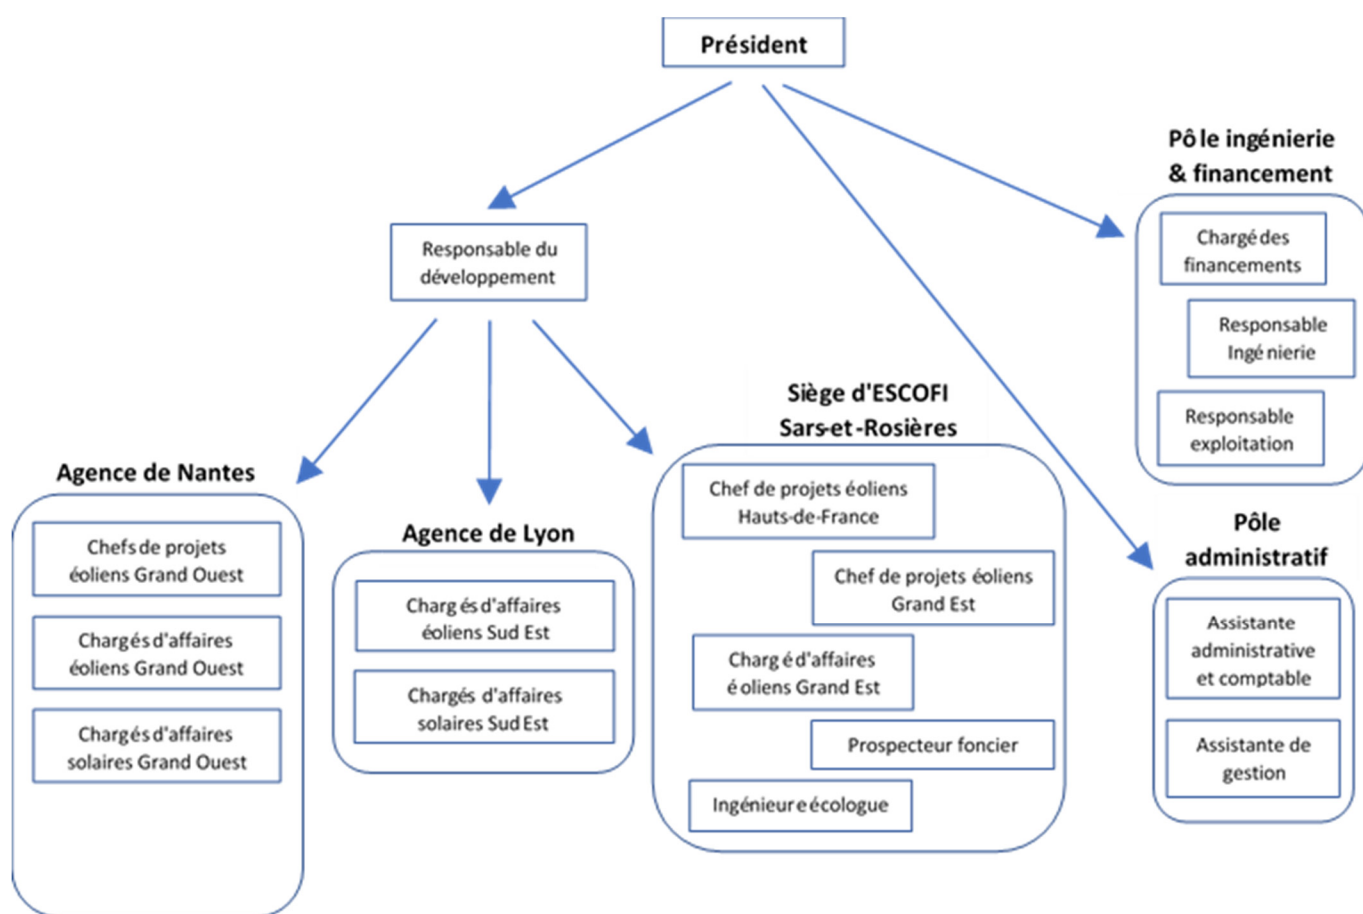 Président
Pôle ingénierie
& financement
Chargé des
financements
Responsable
Ingénierie
Responsable
exploitation
Responsable du
développement
Siège d'ESCOFI
Sars-et-Rosières
Chef de projets éoliens
Hauts-de-France
Chef de projets éoliens
Grand Est
Chargé d'affaires
éoliens Grand Est
Prospecteur foncier
Ingénieure écologue
Agence de Nantes
Chefs de projets
éoliens Grand Ouest
Chargés d'affaires
éoliens Grand Ouest
Chargés d'affaires
solaires Grand Ouest
Agence de Lyon
Chargés d'affaires
éoliens Sud Est
Chargés d'affaires
solaires Sud Est
Pôle
administratif
Assistante
administrative
et comptable
Assistante de
gestion